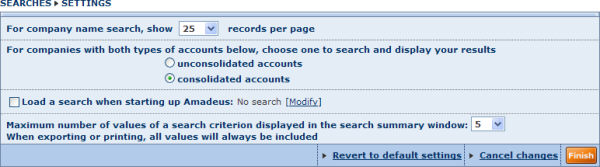 SEARCHES ▸ SETTINGS
For company name search, show 25 records per page
For companies with both types of accounts below, choose one to search and display your results
unconsolidated accounts
consolidated accounts
Load a search when starting up Amadeus: No search [Modify]
Maximum number of values of a search criterion displayed in the search summary window: 5
When exporting or printing, all values will always be included
Revert to default settings Cancel changes Finish